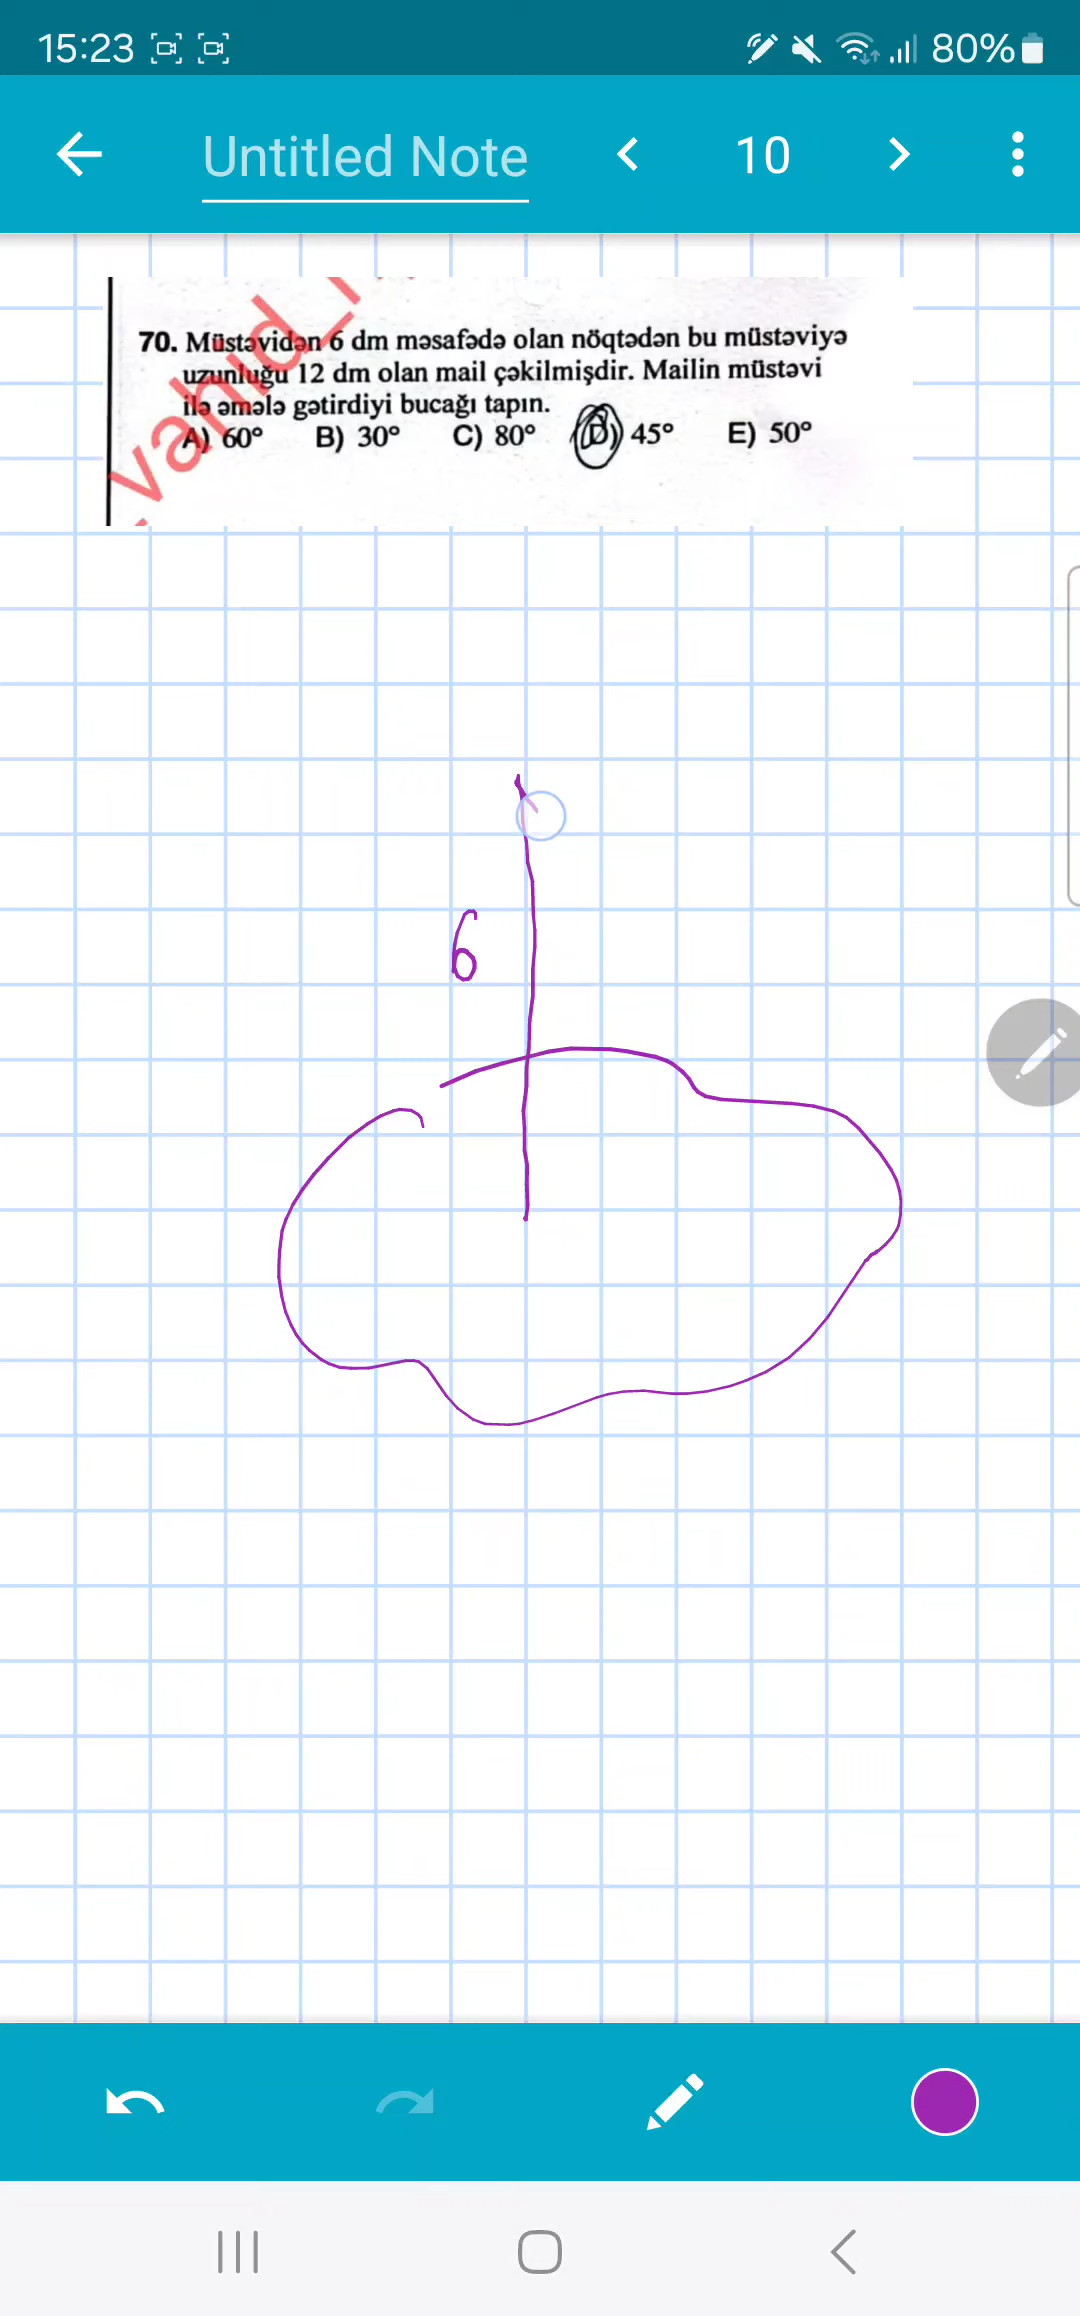 15:23
80%
Untitled Note
10
70. Müstəvidən 6 dm məsafədə olan nöqtədən bu müstəviyə
uzunluğu 12 dm olan mail çəkilmişdir. Mailin müstəvi
ilə əmələ gətirdiyi bucağı tapın.
A) 60° B) 30° C) 80° D) 45° E) 50°
vahid
6